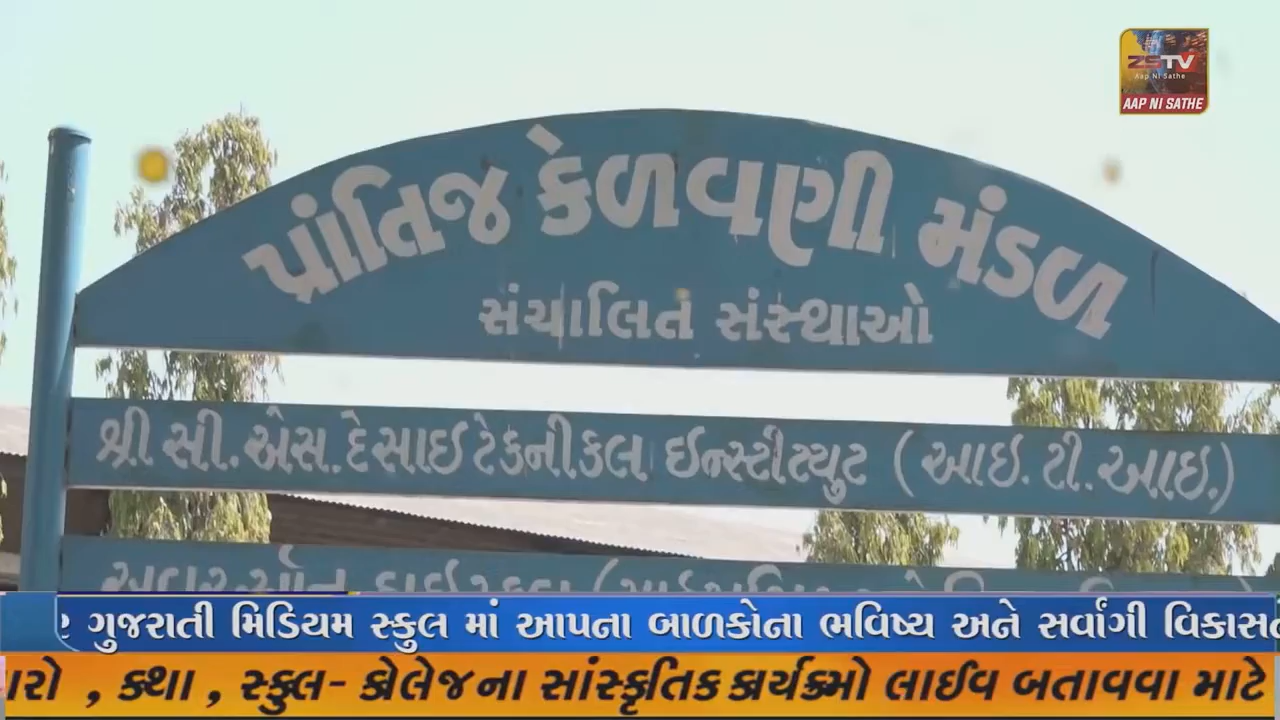 ZSTV
Aap Ni Sathe
AAP NI SATHE
પ્રાંતિજ કેળવણી મંડળ
સંચાલિત સંસ્થાઓ
શ્રી સી. એસ. દેસાઇ ટેકનીકલ ઇન્સ્ટીટ્યુટ (આઇ. ટી. આઇ.)
ગુજરાતી મિડિયમ સ્કુલ માં આપના બાળકોના ભવિષ્ય અને સર્વાંગી
, કથા , સ્કુલ- કોલેજના સાંસ્કૃતિક કાર્યક્રમો લાઈવ બતાવવા માટે